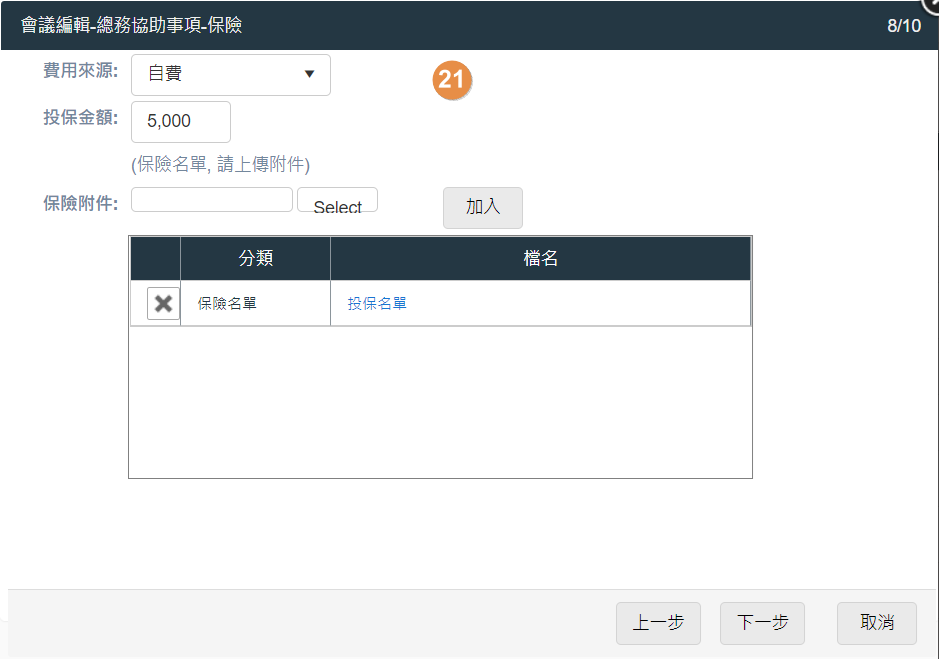 會議編輯-總務協助事項-保險 8/10
費用來源: 自費 ▼ 21
投保金額: 5,000
(保險名單, 請上傳附件)
保險附件: Select 加入
分類 檔名
保險名單 投保名單
上一步 下一步 取消